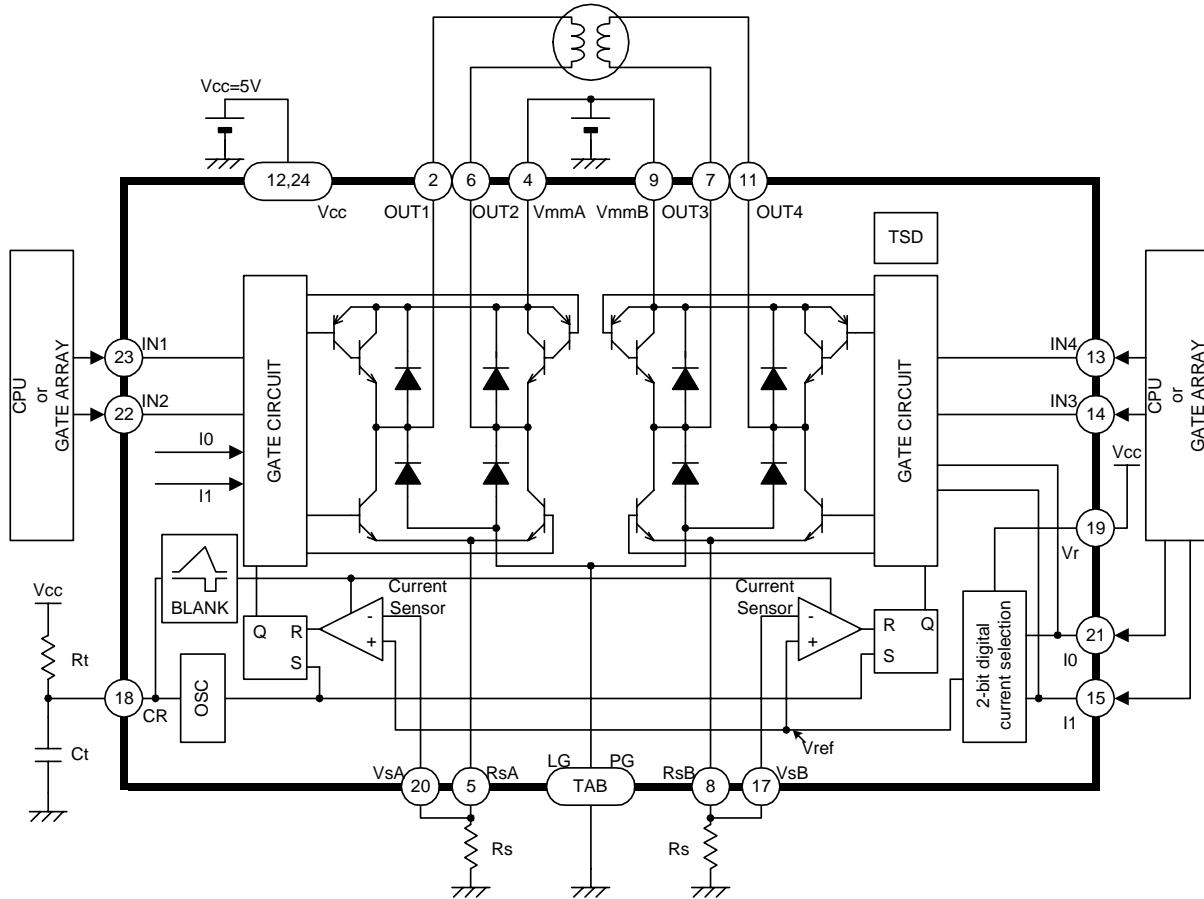 Vcc=5V
12,24
2
6
4
9
7
11
Vcc
OUT1
OUT2
VmmA
VmmB
OUT3
OUT4
TSD
CPU
or
GATE ARRAY
23
IN1
22
IN2
I0
I1
GATE CIRCUIT
GATE CIRCUIT
IN4
13
IN3
14
CPU
or
GATE ARRAY
Vcc
19
Vr
BLANK
Current
Sensor
-
+
Q
R
S
Current
Sensor
-
+
R
Q
S
2-bit digital
current selection
21
I0
15
I1
Vcc
Rt
18
CR
OSC
Ct
Vref
VsA
20
RsA
5
LG
PG
TAB
RsB
8
VsB
17
Rs
Rs